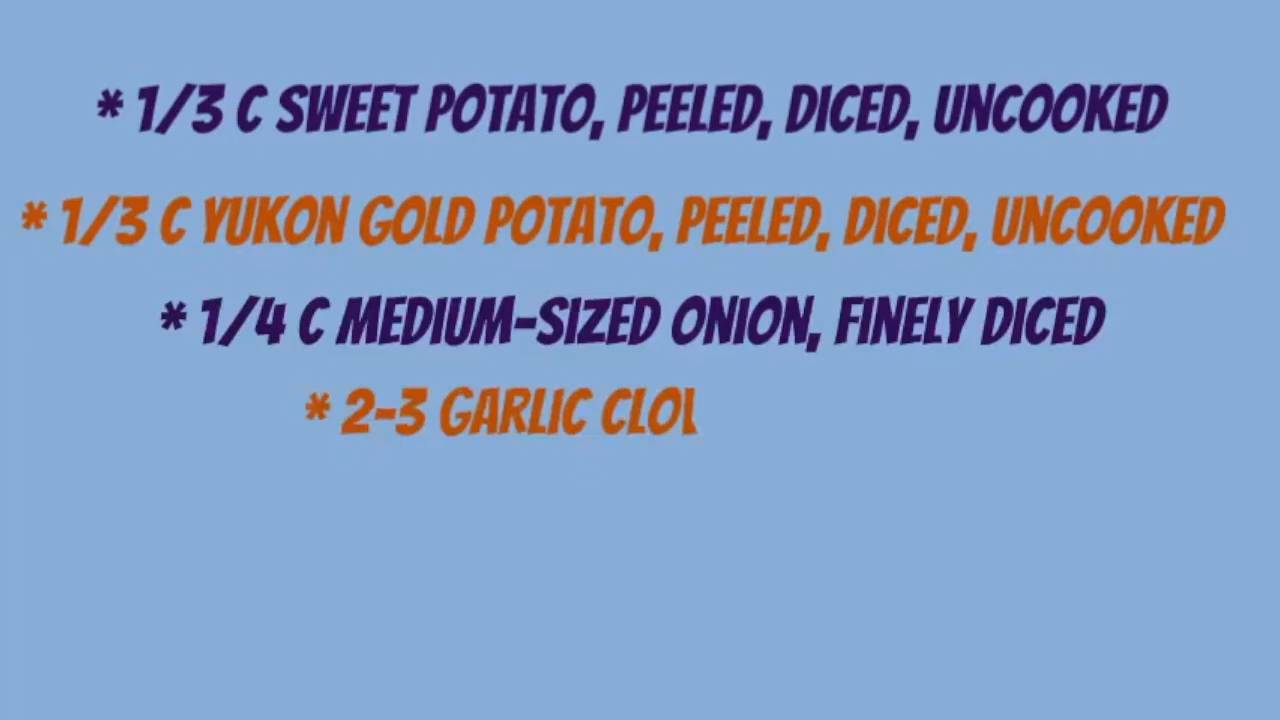 * 1/3 C SWEET POTATO, PEELED, DICED, UNCOOKED
* 1/3 C YUKON GOLD POTATO, PEELED, DICED, UNCOOKED
* 1/4 C MEDIUM-SIZED ONION, FINELY DICED
* 2-3 GARLIC